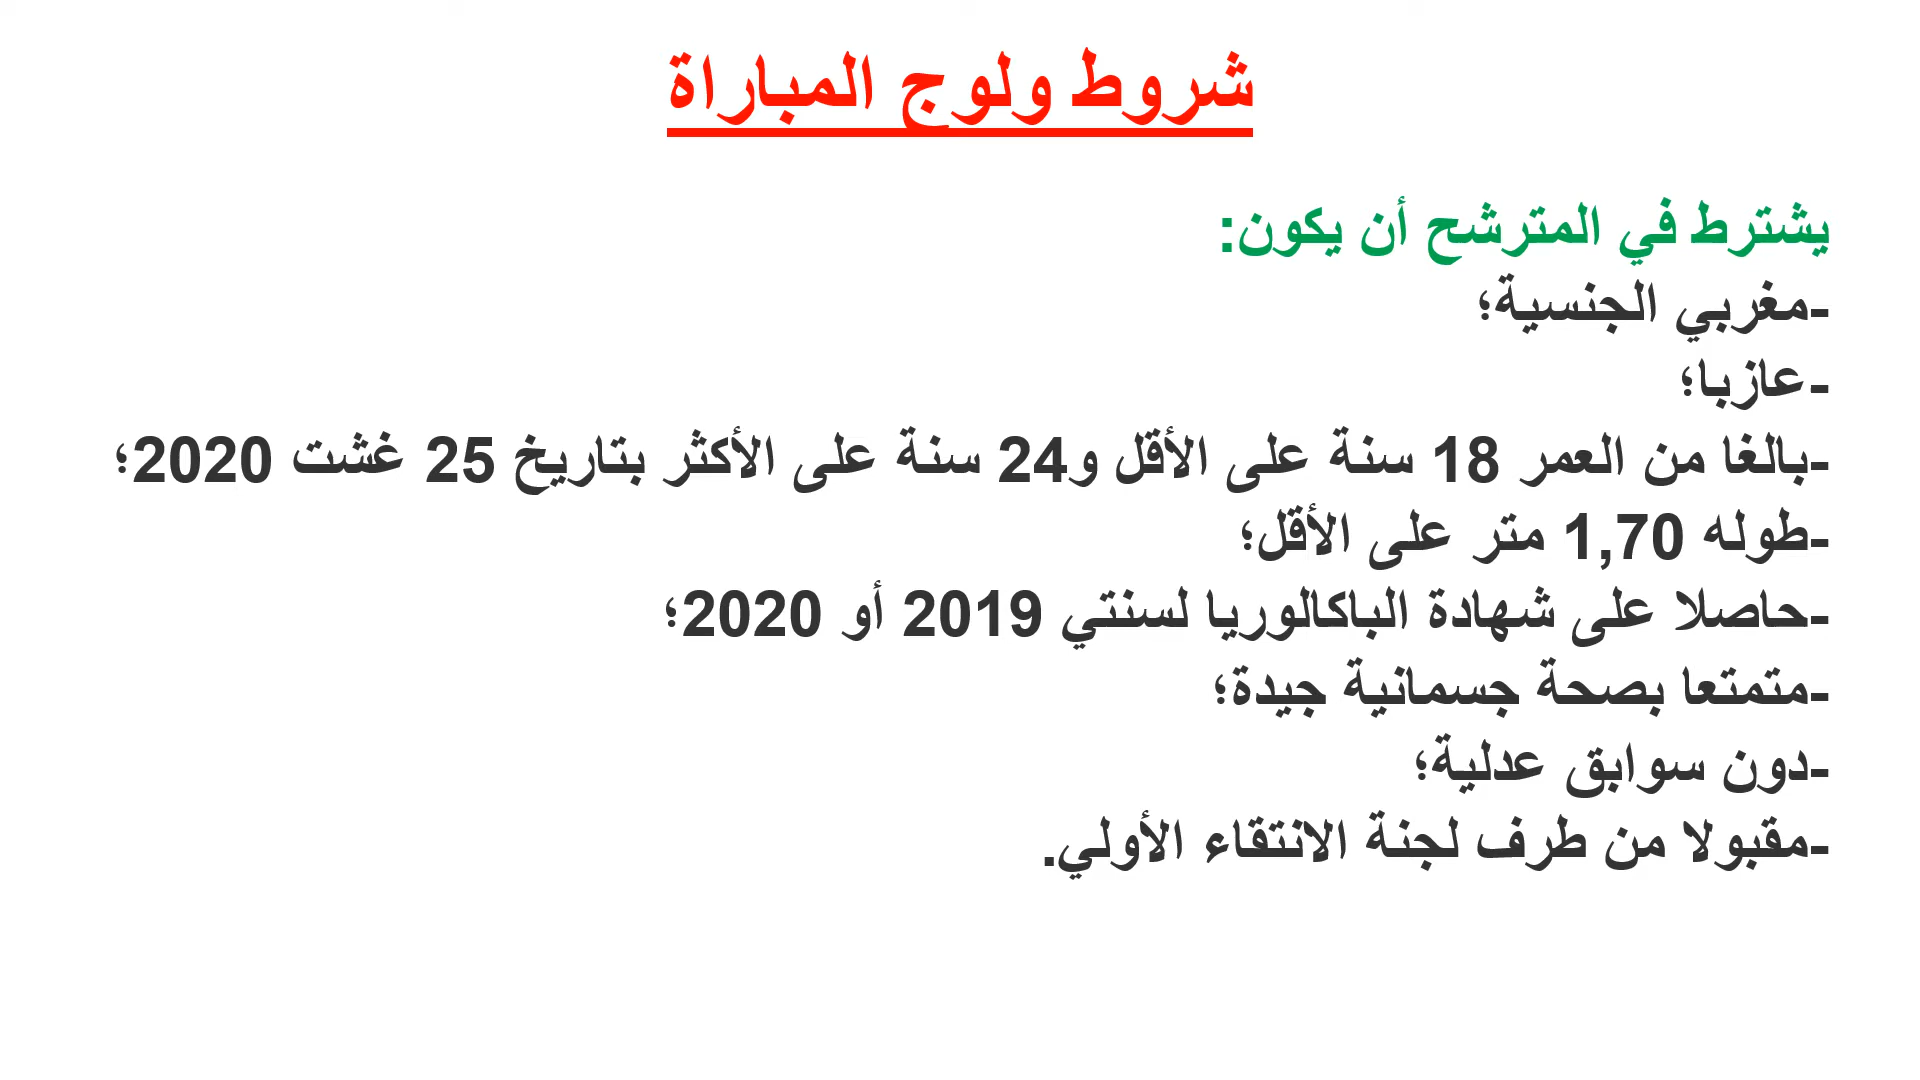 شروط ولوج المباراة
يشترط في المترشح أن يكون:
-مغربي الجنسية؛
-عازبا؛
-بالغا من العمر 18 سنة على الأقل و24 سنة على الأكثر بتاريخ 25 غشت 2020؛
-طوله 1,70 متر على الأقل؛
-حاصلا على شهادة الباكالوريا لسنتي 2019 أو 2020؛
-متمتعا بصحة جسمانية جيدة؛
-دون سوابق عدلية؛
-مقبولا من طرف لجنة الانتقاء الأولي.